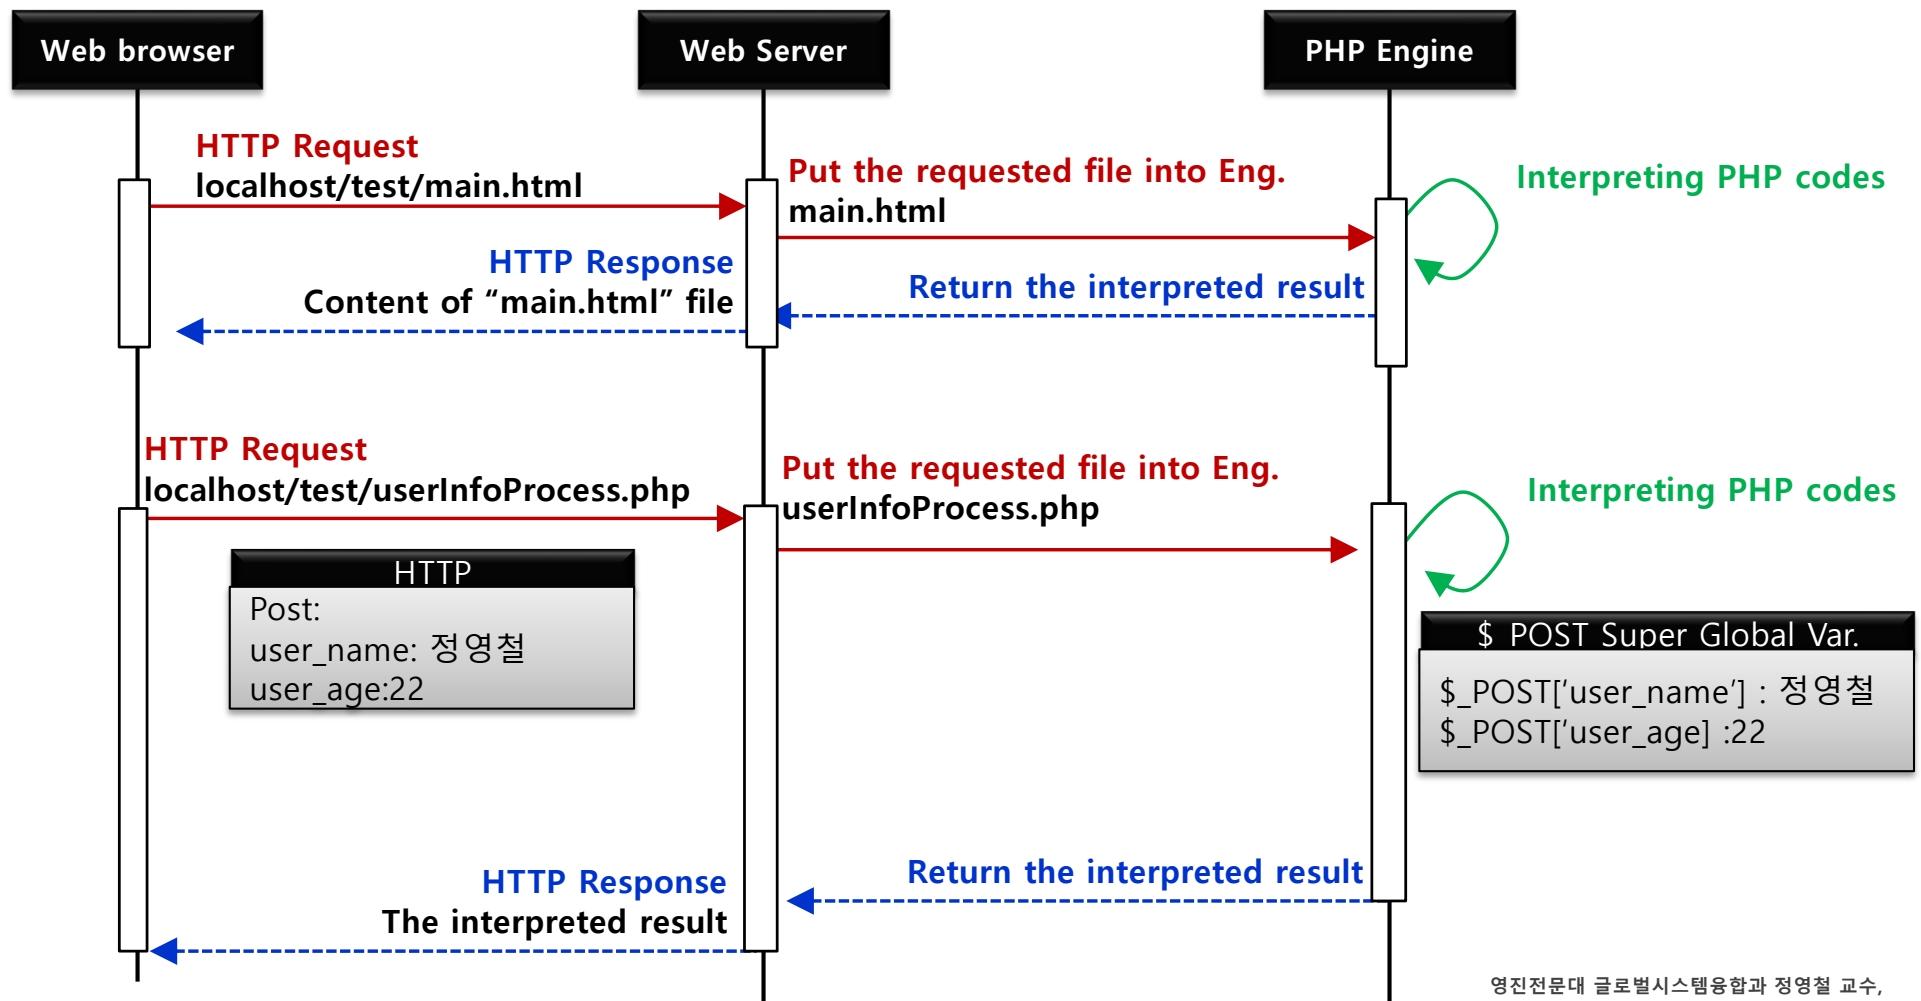 Web browser
Web Server
PHP Engine
HTTP Request
localhost/test/main.html
Put the requested file into Eng.
main.html
Interpreting PHP codes
HTTP Response
Content of “main.html” file
Return the interpreted result
HTTP Request
localhost/test/userInfoProcess.php
Put the requested file into Eng.
userInfoProcess.php
Interpreting PHP codes
HTTP
Post:
user_name: 정영철
user_age:22
$ POST Super Global Var.
$_POST[‘user_name’] : 정영철
$_POST[‘user_age] :22
Return the interpreted result
HTTP Response
The interpreted result
영진전문대 글로벌시스템융합과 정영철 교수,